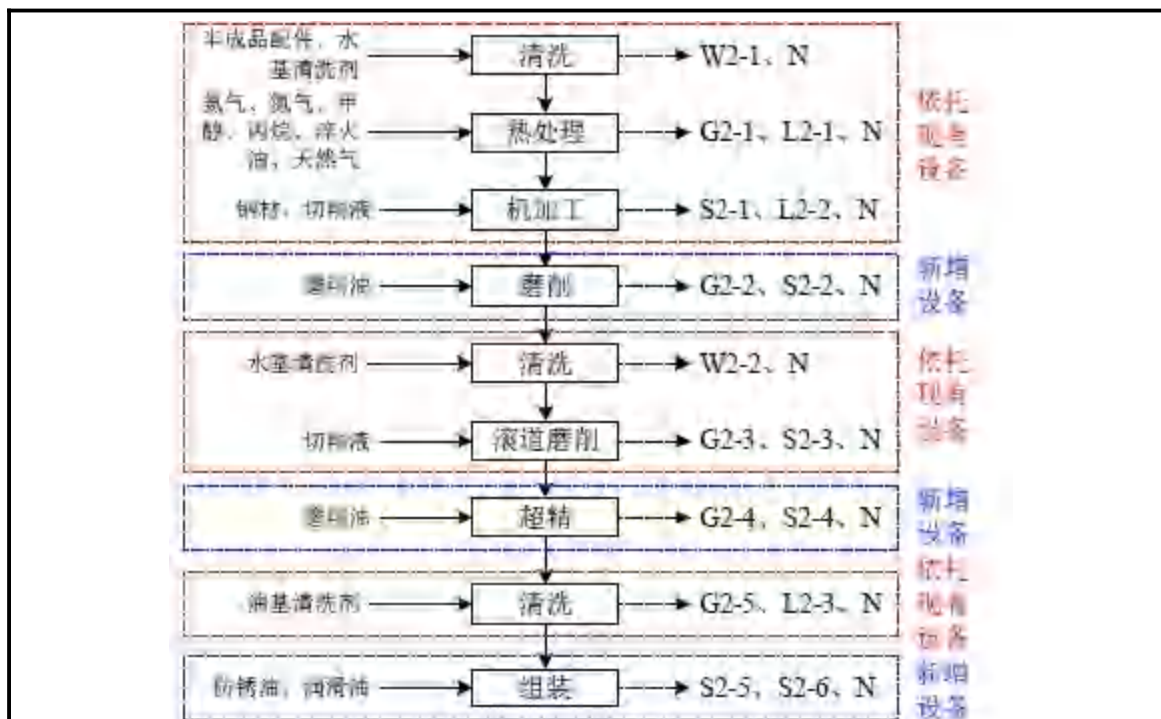 半成品配件、水
基清洗剂
清洗
W2-1、N
氨气、氮气、甲
醇、丙烷、淬火
油、天然气
热处理
G2-1、L2-1、N
依托
现有
设备
钢材、切削液
机加工
S2-1、L2-2、N
磨削油
磨削
G2-2、S2-2、N
新增
设备
水基清洗剂
清洗
W2-2、N
依托
现有
设备
切削液
滚道磨削
G2-3、S2-3、N
磨削油
超精
G2-4、S2-4、N
新增
设备
油基清洗剂
清洗
G2-5、L2-3、N
依托
现有
设备
防锈油、润滑油
组装
S2-5、S2-6、N
新增
设备